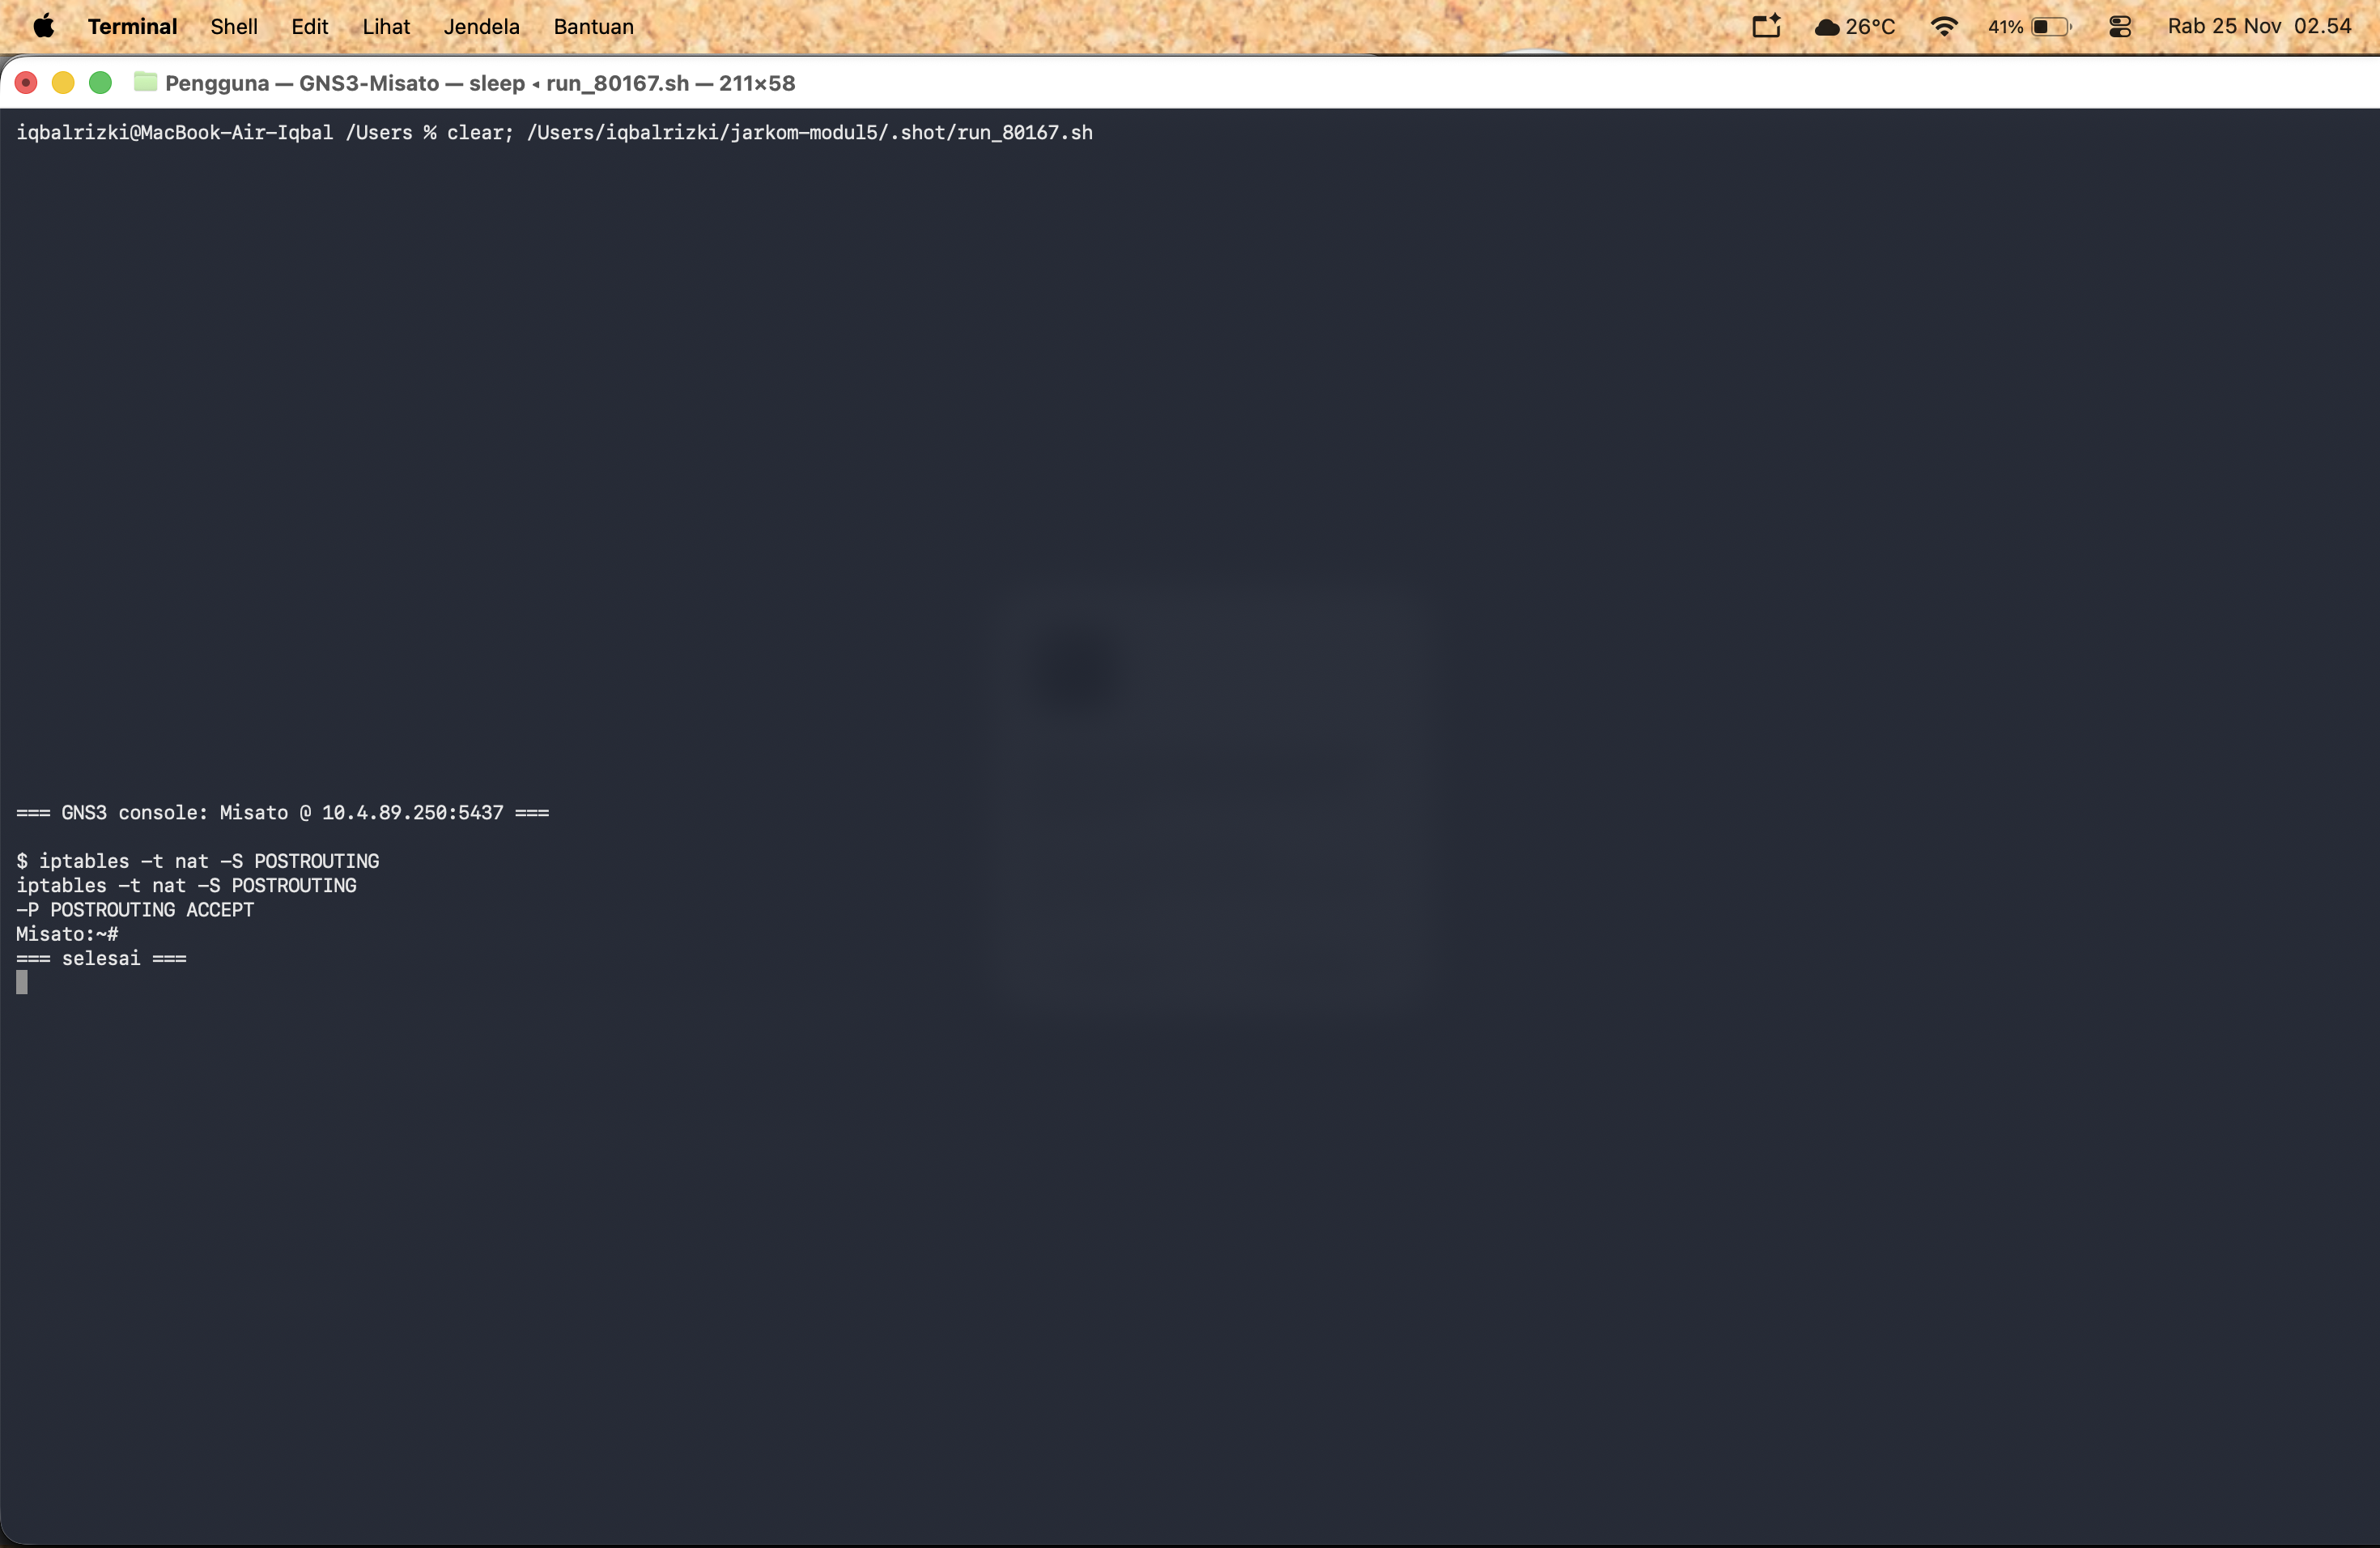 Terminal Shell Edit Lihat Jendela Bantuan 26°C 41% Rab 25 Nov 02.54
Pengguna — GNS3-Misato — sleep ◂ run_80167.sh — 211×58
iqbalrizki@MacBook-Air-Iqbal /Users % clear; /Users/iqbalrizki/jarkom-modul5/.shot/run_80167.sh
=== GNS3 console: Misato @ 10.4.89.250:5437 ===
$ iptables -t nat -S POSTROUTING
iptables -t nat -S POSTROUTING
-P POSTROUTING ACCEPT
Misato:~#
=== selesai ===